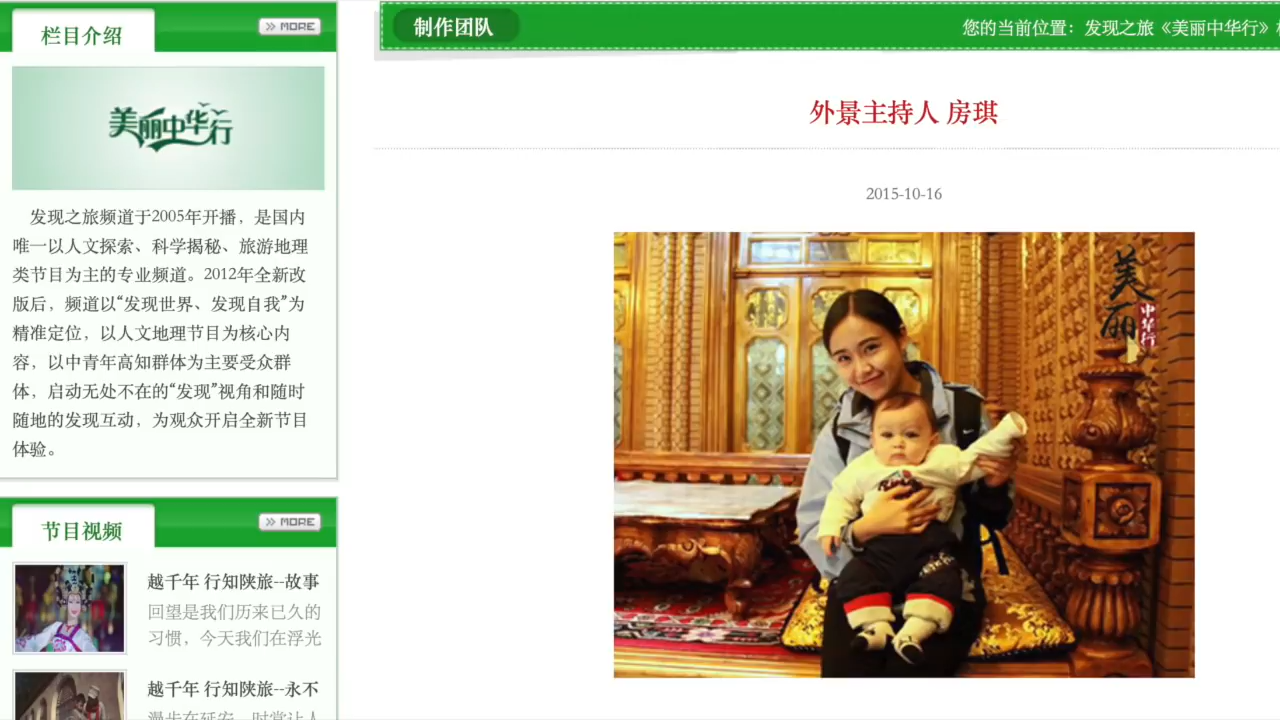 栏目介绍
MORE
美丽中华行
发现之旅频道于2005年开播，是国内
唯一以人文探索、科学揭秘、旅游地理
类节目为主的专业频道。2012年全新改
版后，频道以“发现世界、发现自我”为
精准定位，以人文地理节目为核心内
容，以中青年高知群体为主要受众群
体，启动无处不在的“发现”视角和随时
随地的发现互动，为观众开启全新节目
体验。
节目视频
MORE
越千年 行知陕旅--故事
回望是我们历来已久的
习惯，今天我们在浮光
越千年 行知陕旅--永不
漫步在延安，时常让人
制作团队
您的当前位置：发现之旅《美丽中华行》
外景主持人 房琪
2015-10-16
美丽
中华行